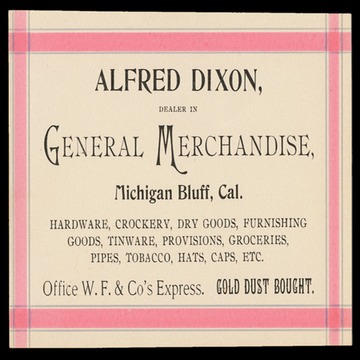 ALFRED DIXON,
DEALER IN
GENERAL MERCHANDISE,
Michigan Bluff, Cal.
HARDWARE, CROCKERY, DRY GOODS, FURNISHING
GOODS, TINWARE, PROVISIONS, GROCERIES,
PIPES, TOBACCO, HATS, CAPS, ETC.
Office W. F. & Co's Express. GOLD DUST BOUGHT.